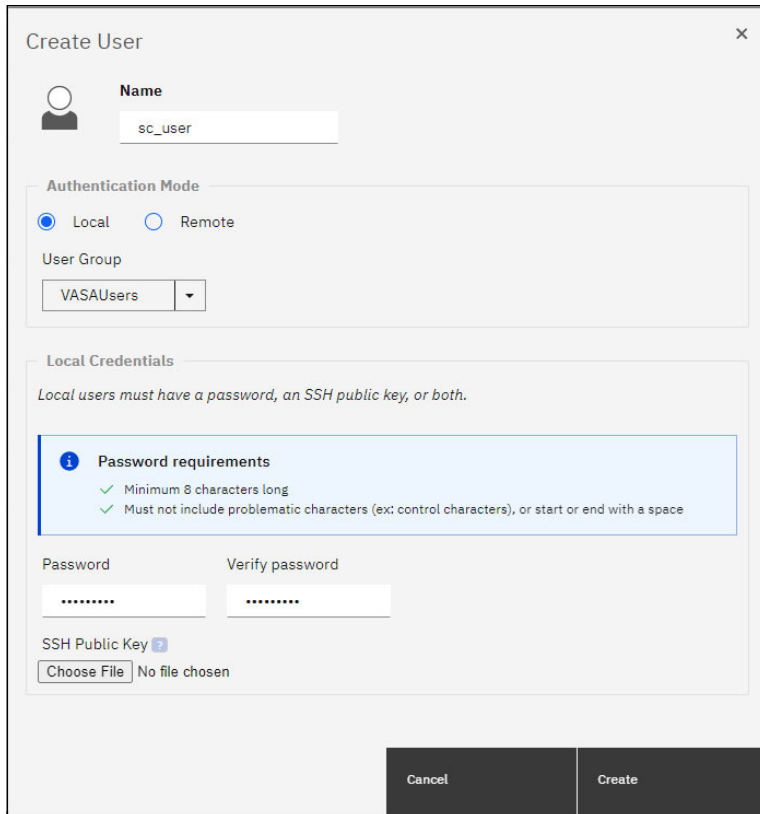 Create User
×
Name
sc_user
Authentication Mode
Local Remote
User Group
VASAUsers
Local Credentials
Local users must have a password, an SSH public key, or both.
i Password requirements
✓ Minimum 8 characters long
✓ Must not include problematic characters (ex: control characters), or start or end with a space
Password Verify password
••••••••• •••••••••
SSH Public Key ?
Choose File No file chosen
Cancel Create